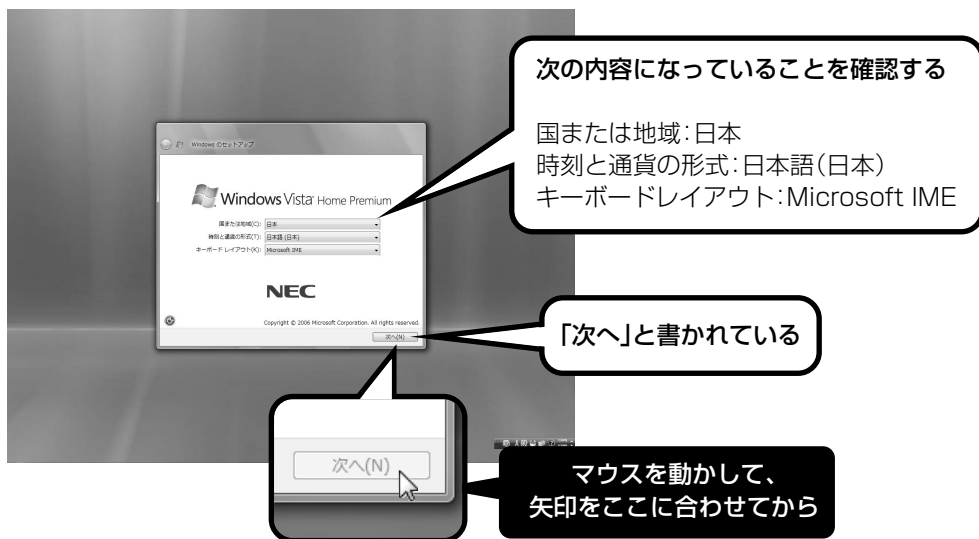 次の内容になっていることを確認する
国または地域:日本
時刻と通貨の形式:日本語(日本)
キーボードレイアウト:Microsoft IME
Windows のセットアップ
Windows Vista Home Premium
国または地域(C): 日本
時刻と通貨の形式(T): 日本語 (日本)
キーボード レイアウト(K): Microsoft IME
NEC
Copyright © 2006 Microsoft Corporation. All rights reserved.
次へ(N)
「次へ」と書かれている
次へ(N)
マウスを動かして、
矢印をここに合わせてから